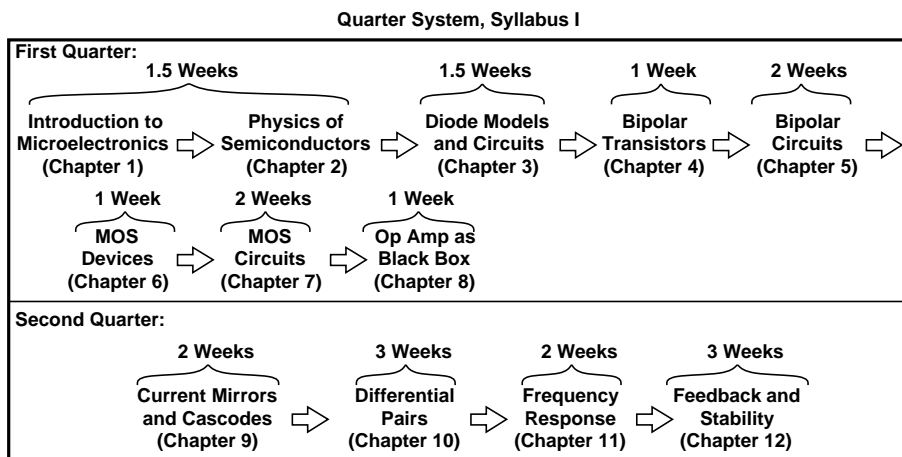 Quarter System, Syllabus I
First Quarter:
1.5 Weeks
1.5 Weeks
1 Week
2 Weeks
Introduction to
Microelectronics
(Chapter 1)
Physics of
Semiconductors
(Chapter 2)
Diode Models
and Circuits
(Chapter 3)
Bipolar
Transistors
(Chapter 4)
Bipolar
Circuits
(Chapter 5)
1 Week
2 Weeks
1 Week
MOS
Devices
(Chapter 6)
MOS
Circuits
(Chapter 7)
Op Amp as
Black Box
(Chapter 8)
Second Quarter:
2 Weeks
3 Weeks
2 Weeks
3 Weeks
Current Mirrors
and Cascodes
(Chapter 9)
Differential
Pairs
(Chapter 10)
Frequency
Response
(Chapter 11)
Feedback and
Stability
(Chapter 12)